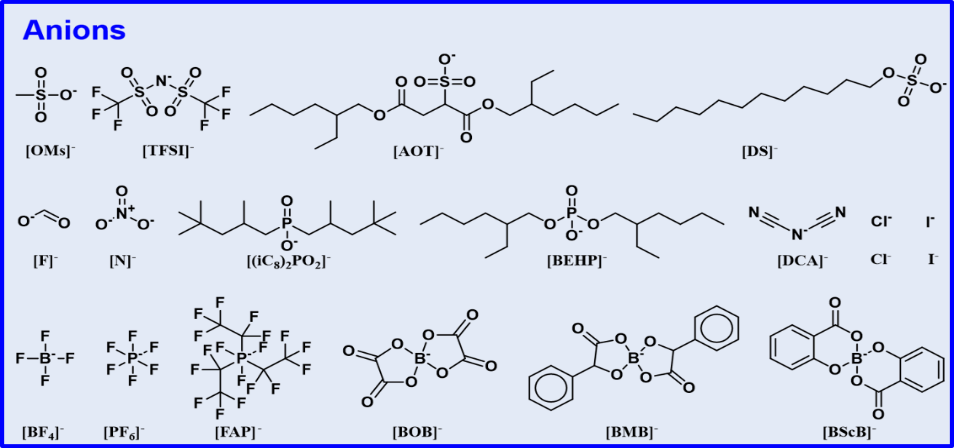 Anions
[OMs]⁻ [TFSI]⁻ [AOT]⁻ [DS]⁻
Cl⁻ I⁻
[F]⁻ [N]⁻ [(iC₈)₂PO₂]⁻ [BEHP]⁻ [DCA]⁻ Cl⁻ I⁻
[BF₄]⁻ [PF₆]⁻ [FAP]⁻ [BOB]⁻ [BMB]⁻ [BScB]⁻